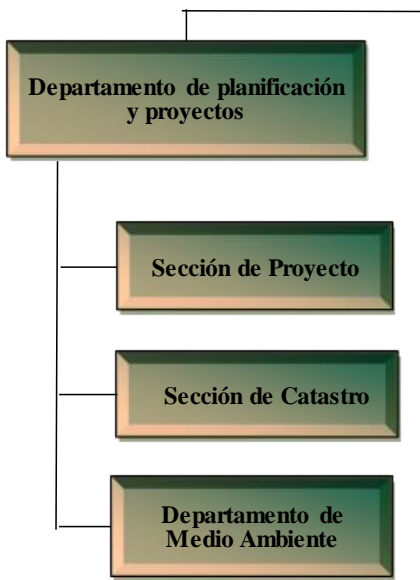 Departamento de planificación
y proyectos
Sección de Proyecto
Sección de Catastro
Departamento de
Medio Ambiente